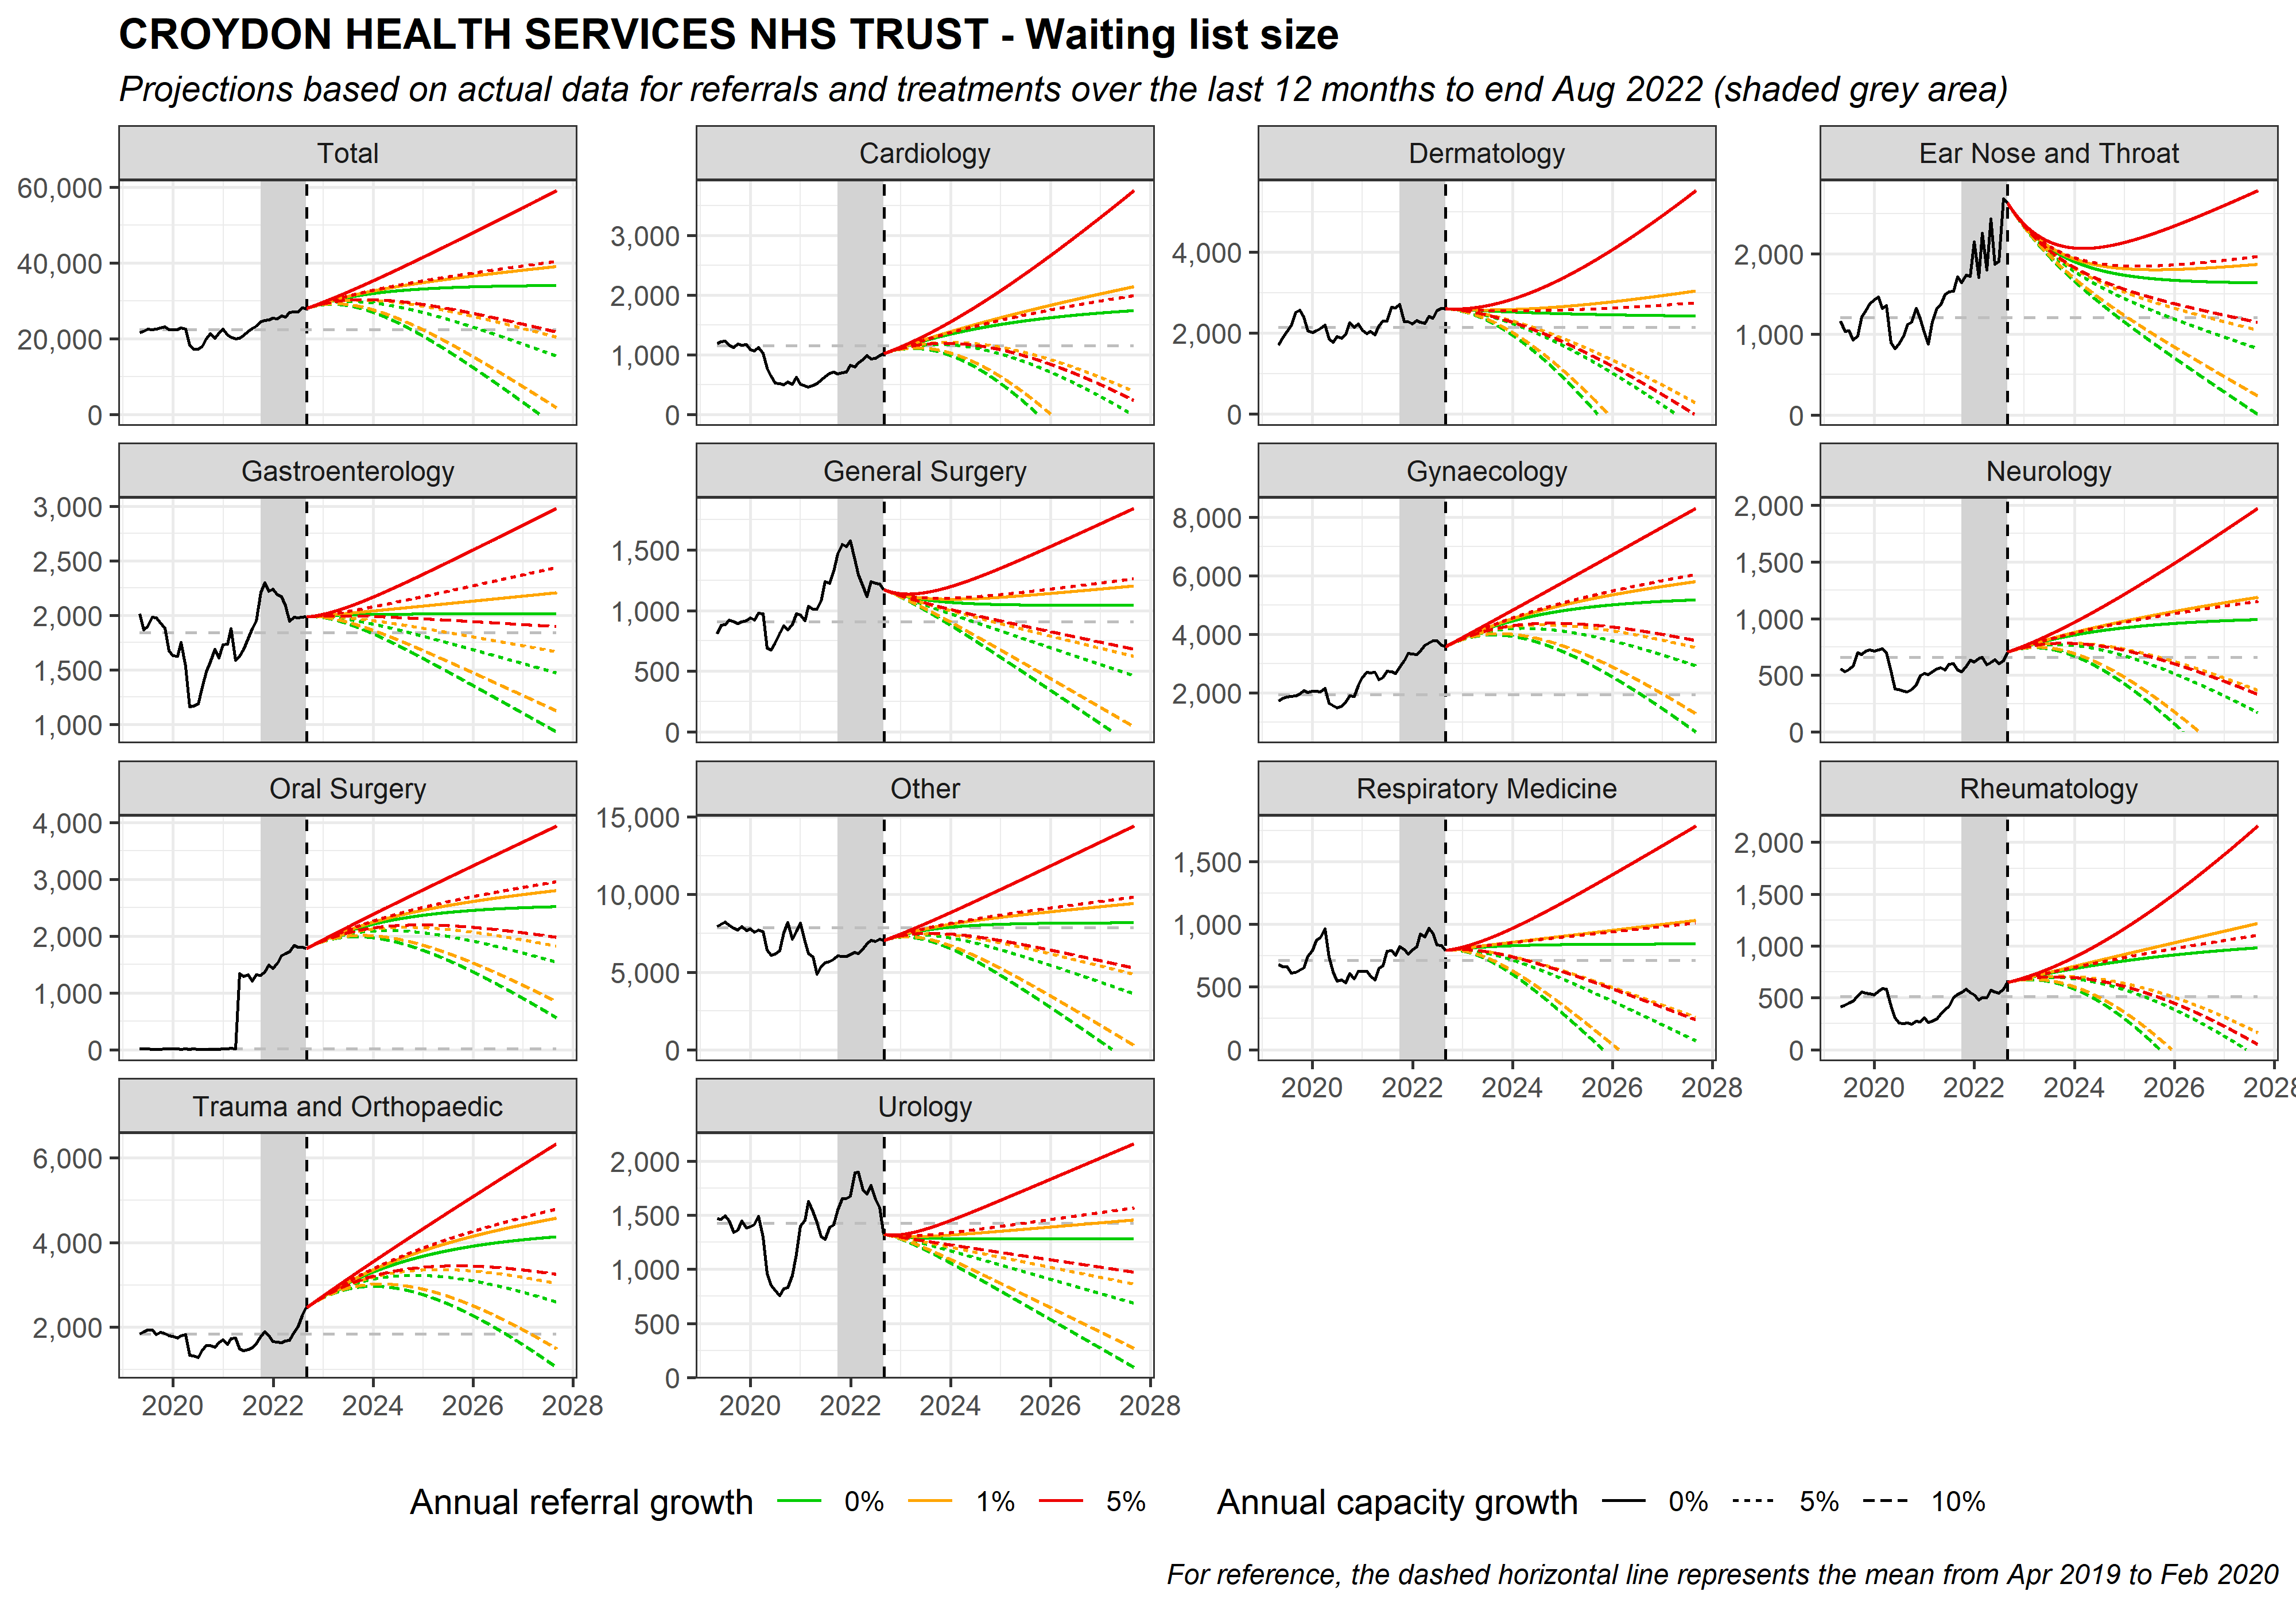 CROYDON HEALTH SERVICES NHS TRUST - Waiting list size
Projections based on actual data for referrals and treatments over the last 12 months to end Aug 2022 (shaded grey area)
Total
60,000
40,000
20,000
0
Cardiology
3,000
2,000
1,000
0
Dermatology
4,000
2,000
0
Ear Nose and Throat
2,000
1,000
0
Gastroenterology
3,000
2,500
2,000
1,500
1,000
General Surgery
1,500
1,000
500
0
Gynaecology
8,000
6,000
4,000
2,000
Neurology
2,000
1,500
1,000
500
0
Oral Surgery
4,000
3,000
2,000
1,000
0
Other
15,000
10,000
5,000
0
Respiratory Medicine
1,500
1,000
500
0
2020 2022 2024 2026 2028
Rheumatology
2,000
1,500
1,000
500
0
2020 2022 2024 2026 2028
Trauma and Orthopaedic
6,000
4,000
2,000
2020 2022 2024 2026 2028
Urology
2,000
1,500
1,000
500
0
2020 2022 2024 2026 2028
Annual referral growth 0% 1% 5% Annual capacity growth 0% 5% 10%
For reference, the dashed horizontal line represents the mean from Apr 2019 to Feb 2020